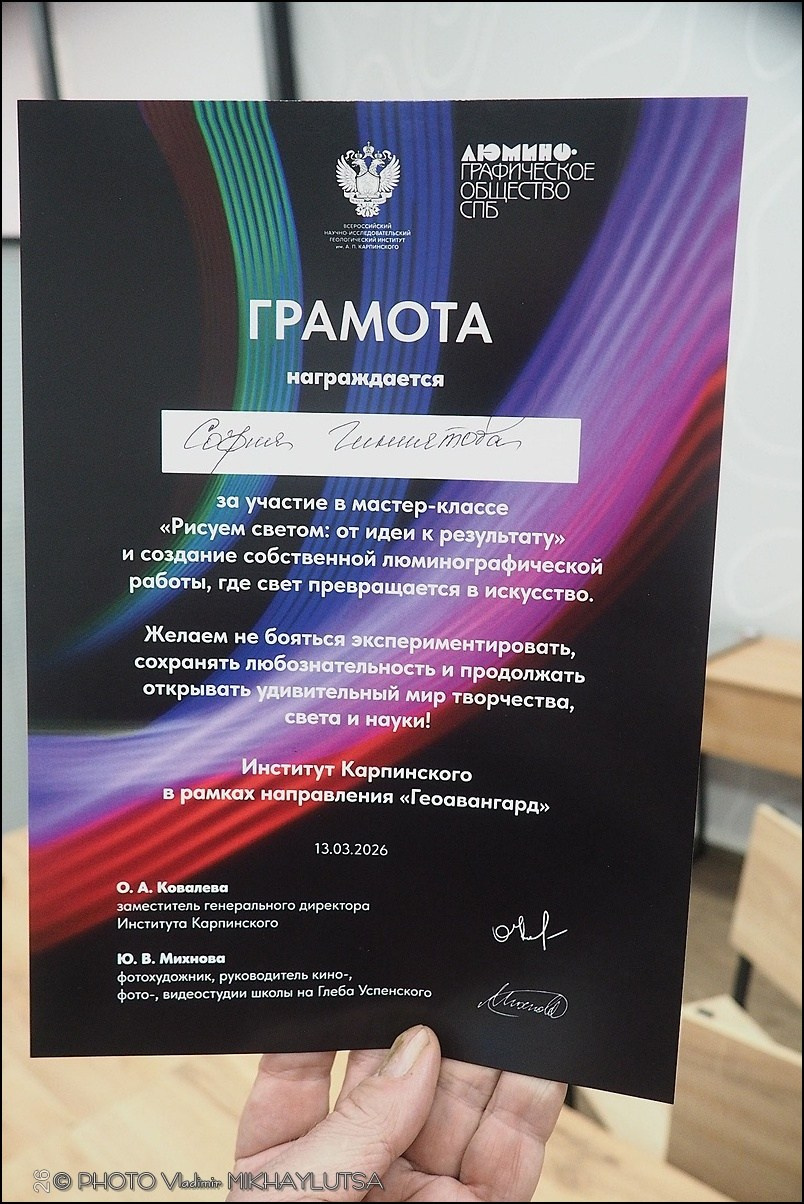 ВСЕРОССИЙСКИЙ
НАУЧНО-ИССЛЕДОВАТЕЛЬСКИЙ
ГЕОЛОГИЧЕСКИЙ ИНСТИТУТ
им. А. П. КАРПИНСКОГО
ЛЮМИНО-
ГРАФИЧЕСКОЕ
ОБЩЕСТВО
СПБ
ГРАМОТА
награждается
София Гиниятова
за участие в мастер-классе
«Рисуем светом: от идеи к результату»
и создание собственной люминографической
работы, где свет превращается в искусство.
Желаем не бояться экспериментировать,
сохранять любознательность и продолжать
открывать удивительный мир творчества,
света и науки!
Институт Карпинского
в рамках направления «Геоавангард»
13.03.2026
О. А. Ковалева
заместитель генерального директора
Института Карпинского
Ю. В. Михнова
фотохудожник, руководитель кино-,
фото-, видеостудии школы на Глеба Успенского
26 © PHOTO Vladimir MIKHAYLUTSA